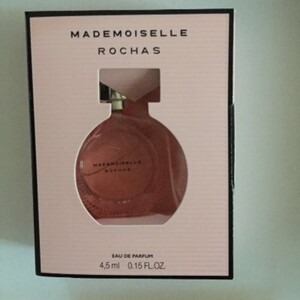 MADEMOISELLE
ROCHAS
MADEMOISELLE
ROCHAS
EAU DE PARFUM
4,5 ml 0.15 FL.OZ.